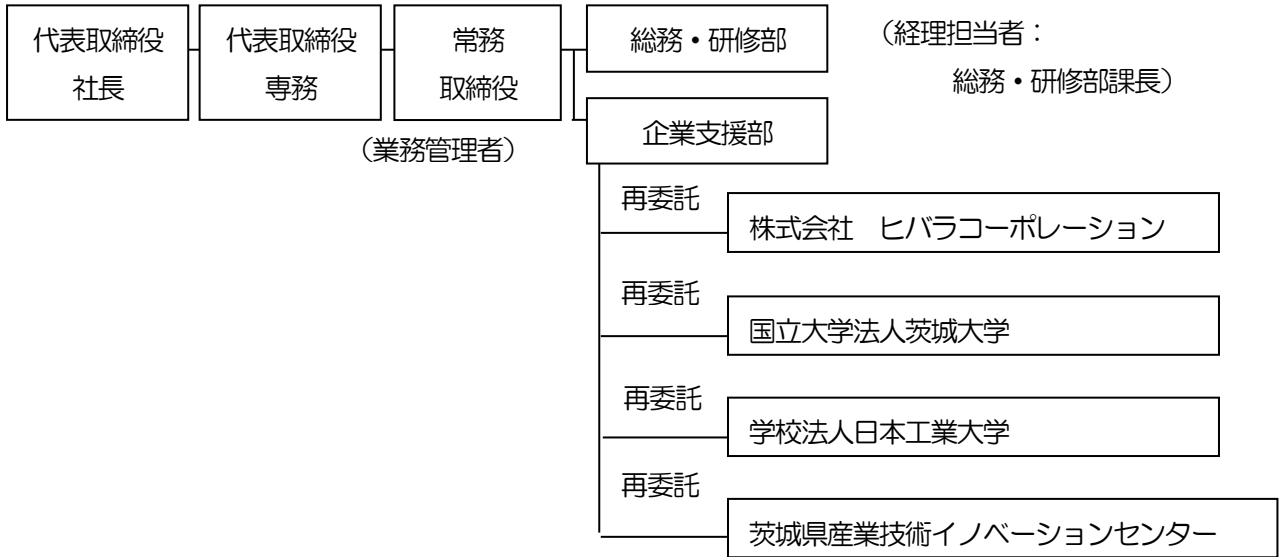 代表取締役
社長
代表取締役
専務
常務
取締役
(業務管理者)
総務・研修部
(経理担当者:
総務・研修部課長)
企業支援部
再委託
株式会社　ヒバラコーポレーション
再委託
国立大学法人茨城大学
再委託
学校法人日本工業大学
再委託
茨城県産業技術イノベーションセンター